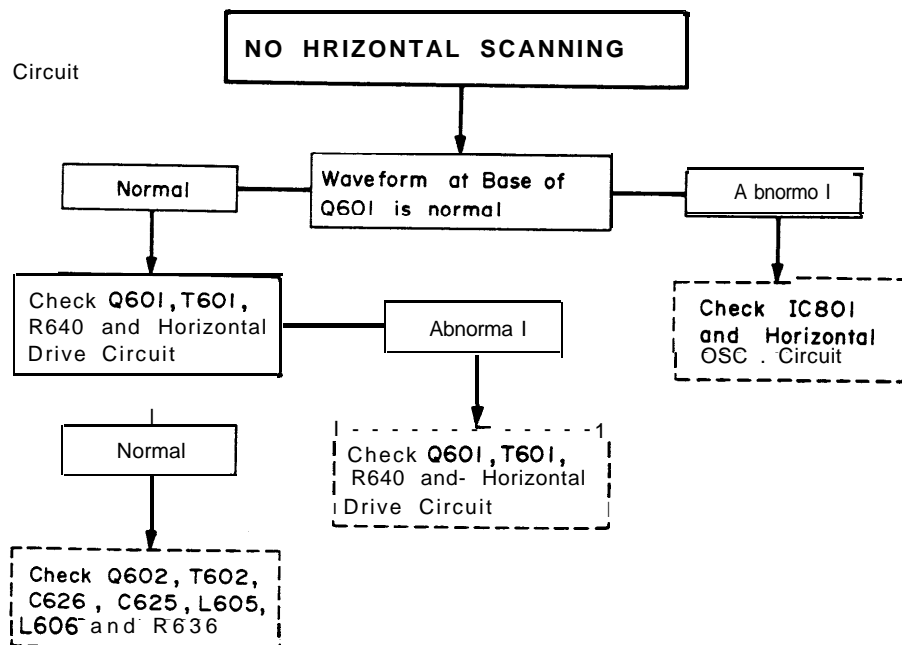 NO HRIZONTAL SCANNING
Circuit
Normal
Waveform at Base of
Q601 is normal
A bnormo l
Check Q601, T601,
R640 and Horizontal
Drive Circuit
Abnorma l
Check IC801
and Horizontal
OSC . Circuit
Normal
Check Q601, T601,
R640 and- Horizontal
Drive Circuit
Check Q602, T602,
C626, C625, L605,
L606 and R636